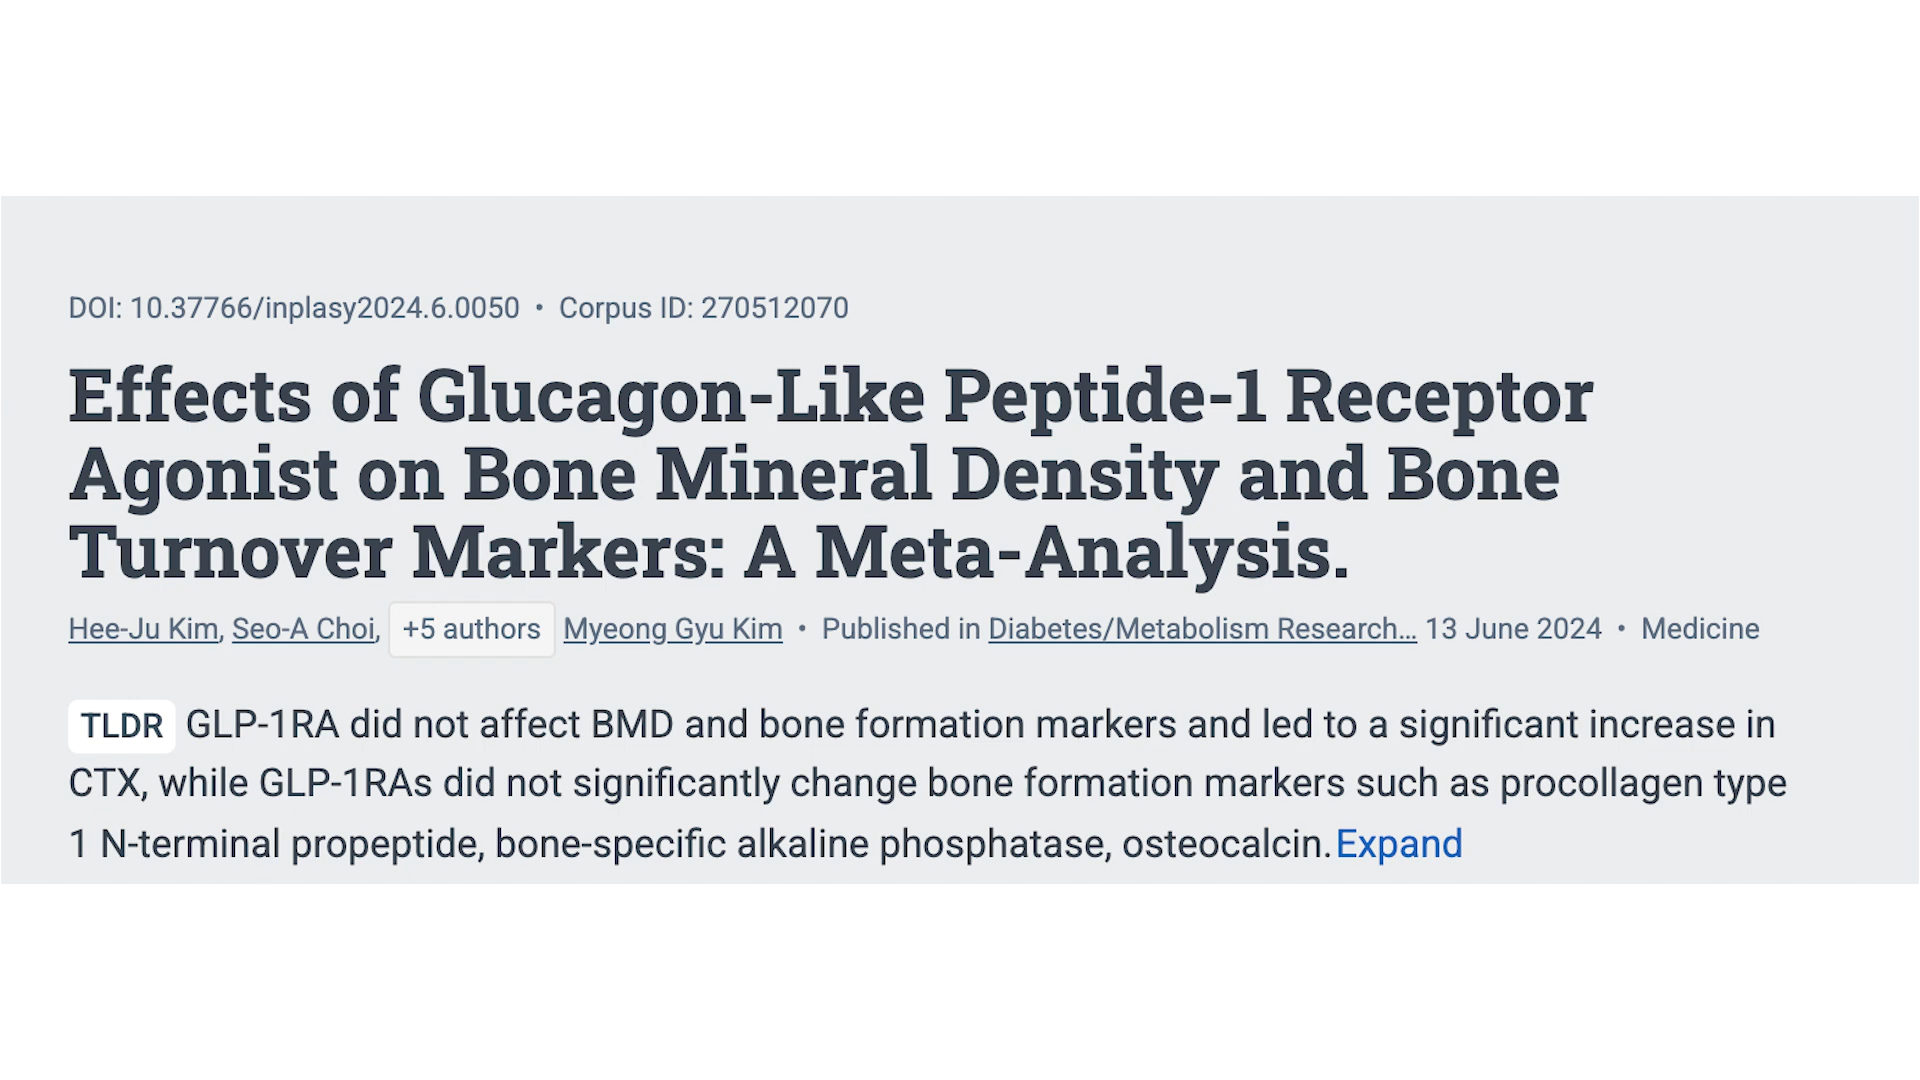 DOI: 10.37766/inplasy2024.6.0050 • Corpus ID: 270512070
Effects of Glucagon-Like Peptide-1 Receptor
Agonist on Bone Mineral Density and Bone
Turnover Markers: A Meta-Analysis.
Hee-Ju Kim, Seo-A Choi, +5 authors Myeong Gyu Kim • Published in Diabetes/Metabolism Research… 13 June 2024 • Medicine
TLDR GLP-1RA did not affect BMD and bone formation markers and led to a significant increase in
CTX, while GLP-1RAs did not significantly change bone formation markers such as procollagen type
1 N-terminal propeptide, bone-specific alkaline phosphatase, osteocalcin. Expand